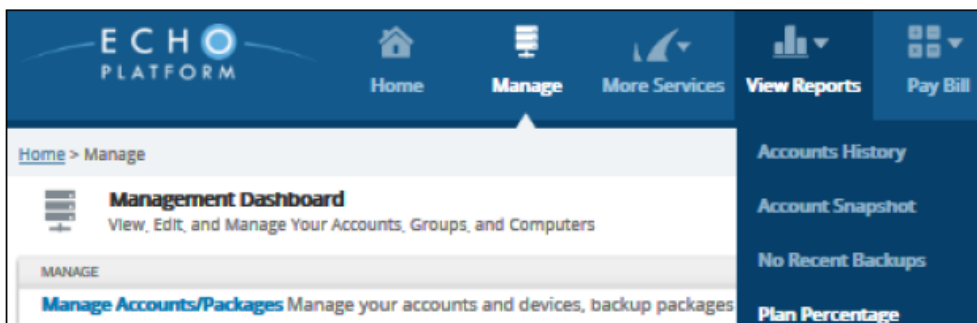 ECHO
PLATFORM
Home
Manage
More Services
View Reports
Pay Bill
Home > Manage
Management Dashboard
View, Edit, and Manage Your Accounts, Groups, and Computers
MANAGE
Manage Accounts/Packages Manage your accounts and devices, backup packages
Accounts History
Account Snapshot
No Recent Backups
Plan Percentage